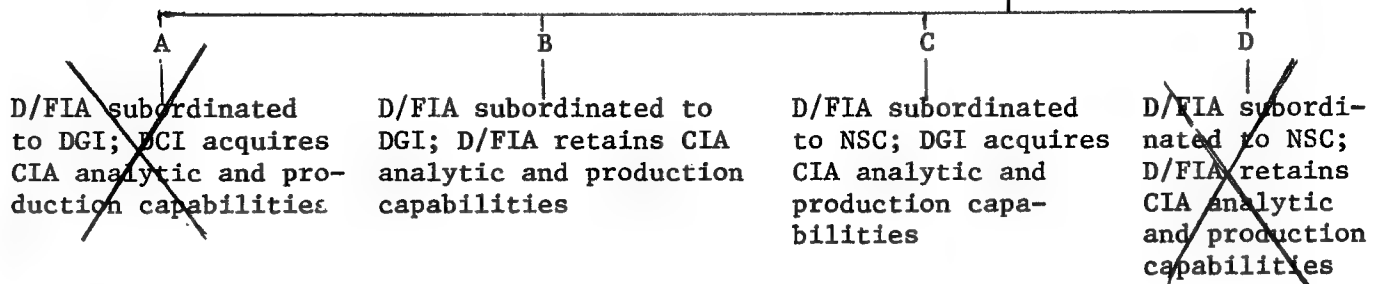 A B C D
D/FIA subordinated
to DGI; DCI acquires
CIA analytic and pro-
duction capabilities
D/FIA subordinated to
DGI; D/FIA retains CIA
analytic and production
capabilities
D/FIA subordinated
to NSC; DGI acquires
CIA analytic and
production capa-
bilities
D/FIA subordi-
nated to NSC;
D/FIA retains
CIA analytic
and production
capabilities